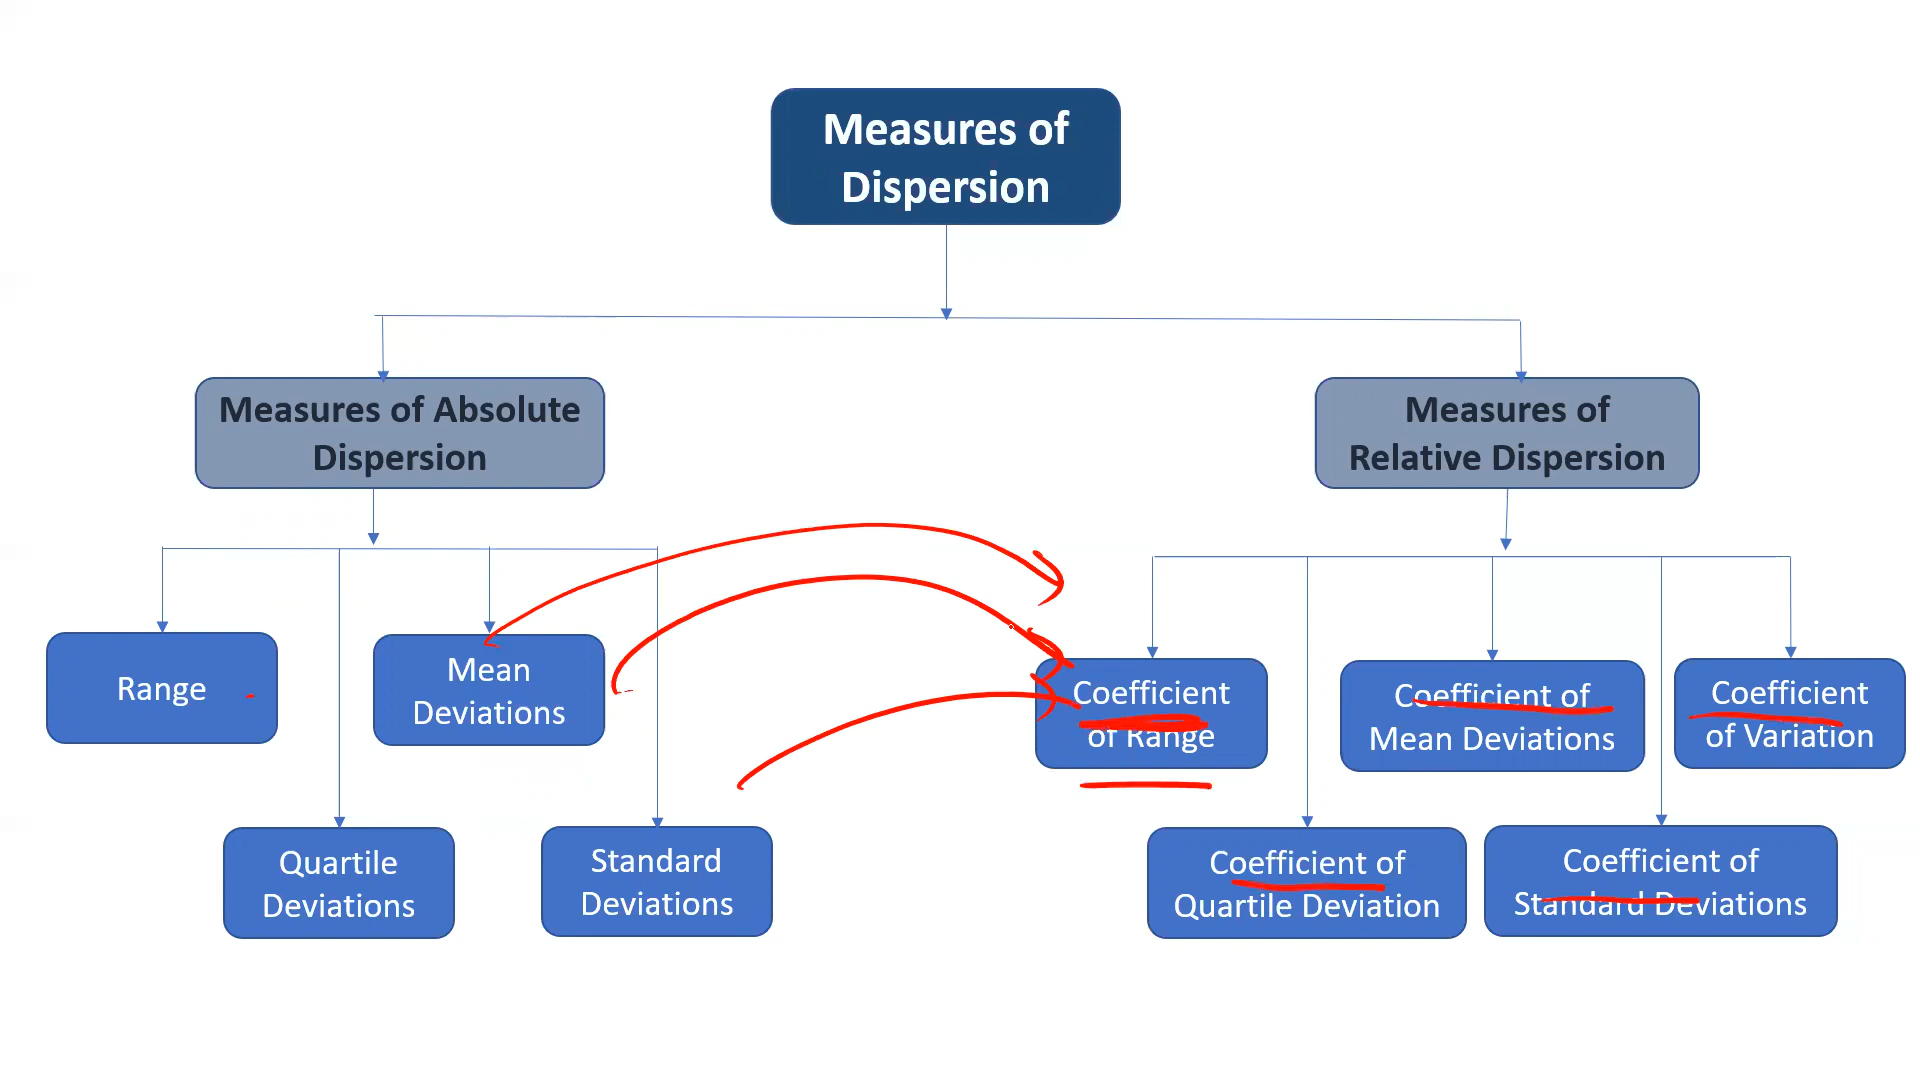 Measures of
Dispersion
Measures of Absolute
Dispersion
Measures of
Relative Dispersion
Range
Mean
Deviations
Quartile
Deviations
Standard
Deviations
Coefficient
of Range
Coefficient of
Mean Deviations
Coefficient
of Variation
Coefficient of
Quartile Deviation
Coefficient of
Standard Deviations